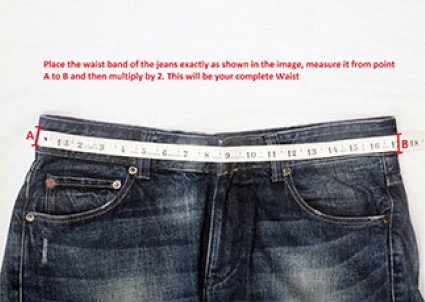 Place the waist band of the jeans exactly as shown in the image, measure it from point
A to B and then multiply by 2. This will be your complete Waist
A 1 2 3 4 5 6 7 8 9 10 11 12 13 14 15 16 1 B 18